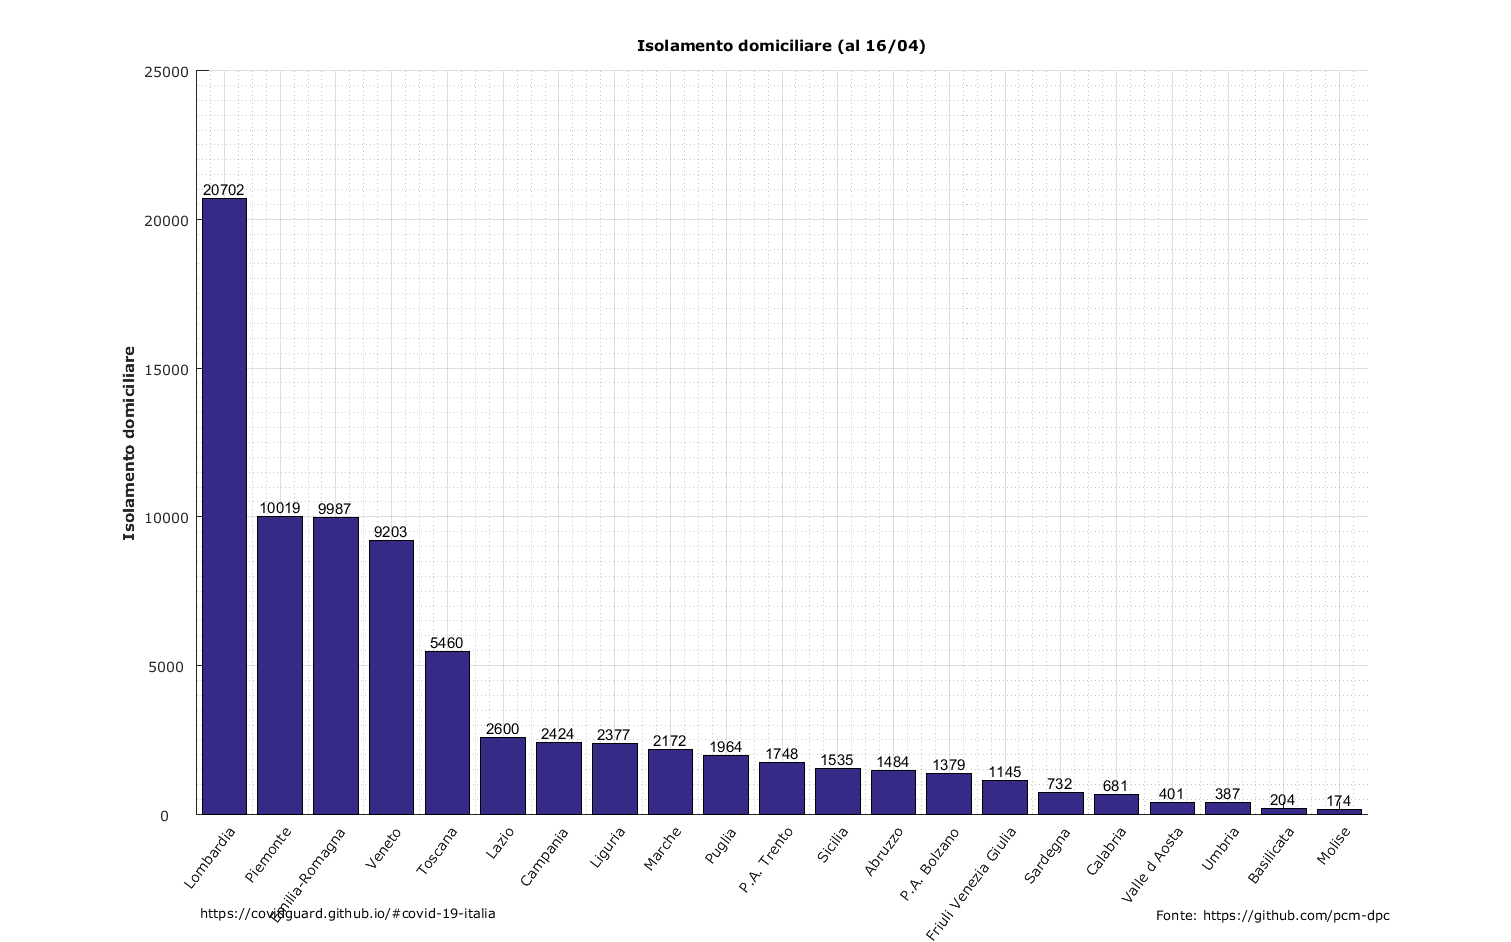 Isolamento domiciliare (al 16/04)
Isolamento domiciliare
25000
20000
15000
10000
5000
0
20702
10019
9987
9203
5460
2600
2424
2377
2172
1964
1748
1535
1484
1379
1145
732
681
401
387
204
174
Lombardia
Piemonte
Emilia-Romagna
Veneto
Toscana
Lazio
Campania
Liguria
Marche
Puglia
P.A. Trento
Sicilia
Abruzzo
P.A. Bolzano
Friuli Venezia Giulia
Sardegna
Calabria
Valle d Aosta
Umbria
Basilicata
Molise
https://covidguard.github.io/#covid-19-italia
Fonte: https://github.com/pcm-dpc